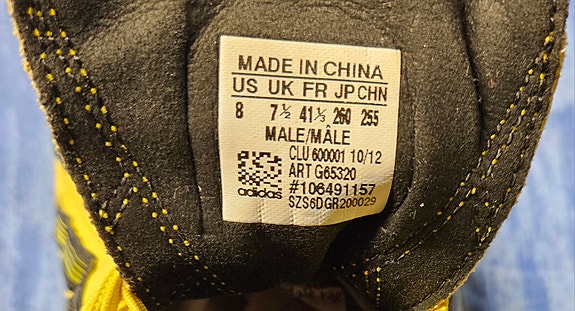 MADE IN CHINA
US UK FR JP CHN
8 7½ 41⅓ 260 255
MALE/MÂLE
CLU 600001 10/12
ART G65320
#106491157
adidas SZS6DGR200029